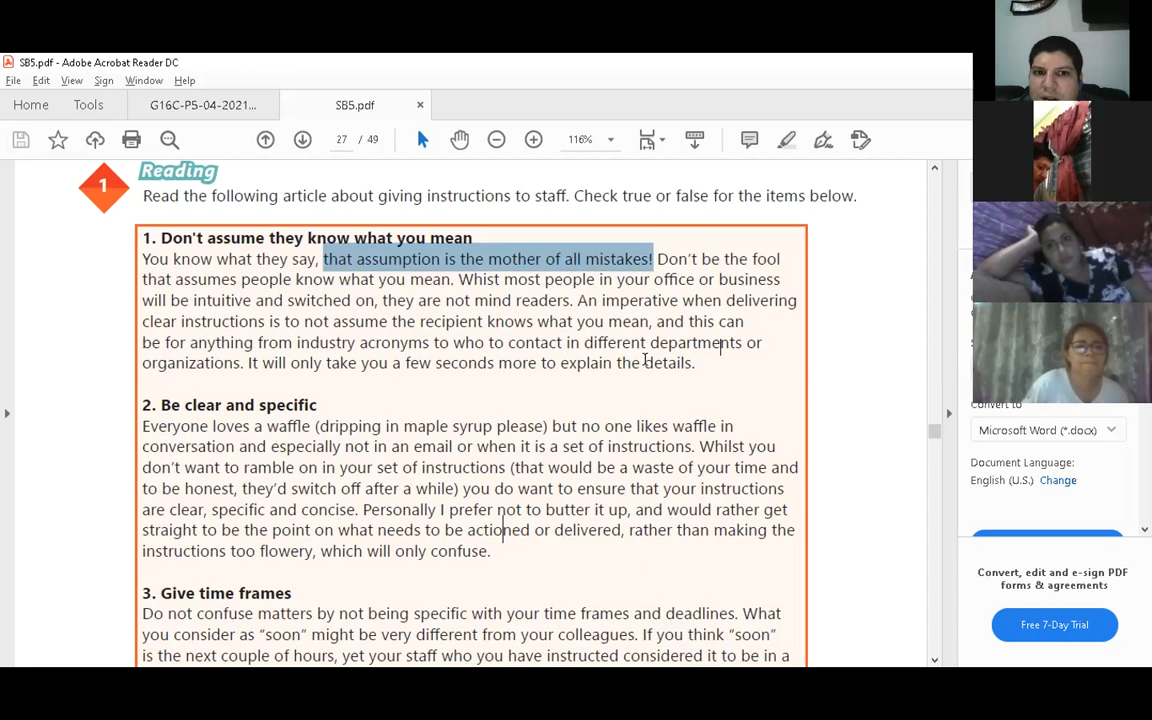 SB5.pdf - Adobe Acrobat Reader DC
File Edit View Sign Window Help
Home Tools G16C-P5-04-2021... SB5.pdf ×
27 / 49 116%
1 Reading
Read the following article about giving instructions to staff. Check true or false for the items below.
1. Don't assume they know what you mean
You know what they say, that assumption is the mother of all mistakes! Don't be the fool
that assumes people know what you mean. Whist most people in your office or business
will be intuitive and switched on, they are not mind readers. An imperative when delivering
clear instructions is to not assume the recipient knows what you mean, and this can
be for anything from industry acronyms to who to contact in different departments or
organizations. It will only take you a few seconds more to explain the details.
2. Be clear and specific
Everyone loves a waffle (dripping in maple syrup please) but no one likes waffle in
conversation and especially not in an email or when it is a set of instructions. Whilst you
don't want to ramble on in your set of instructions (that would be a waste of your time and
to be honest, they'd switch off after a while) you do want to ensure that your instructions
are clear, specific and concise. Personally I prefer not to butter it up, and would rather get
straight to be the point on what needs to be actioned or delivered, rather than making the
instructions too flowery, which will only confuse.
3. Give time frames
Do not confuse matters by not being specific with your time frames and deadlines. What
you consider as "soon" might be very different from your colleagues. If you think "soon"
is the next couple of hours, yet your staff who you have instructed considered it to be in a
Convert to
Microsoft Word (*.docx)
Document Language:
English (U.S.) Change
Convert, edit and e-sign PDF
forms & agreements
Free 7-Day Trial